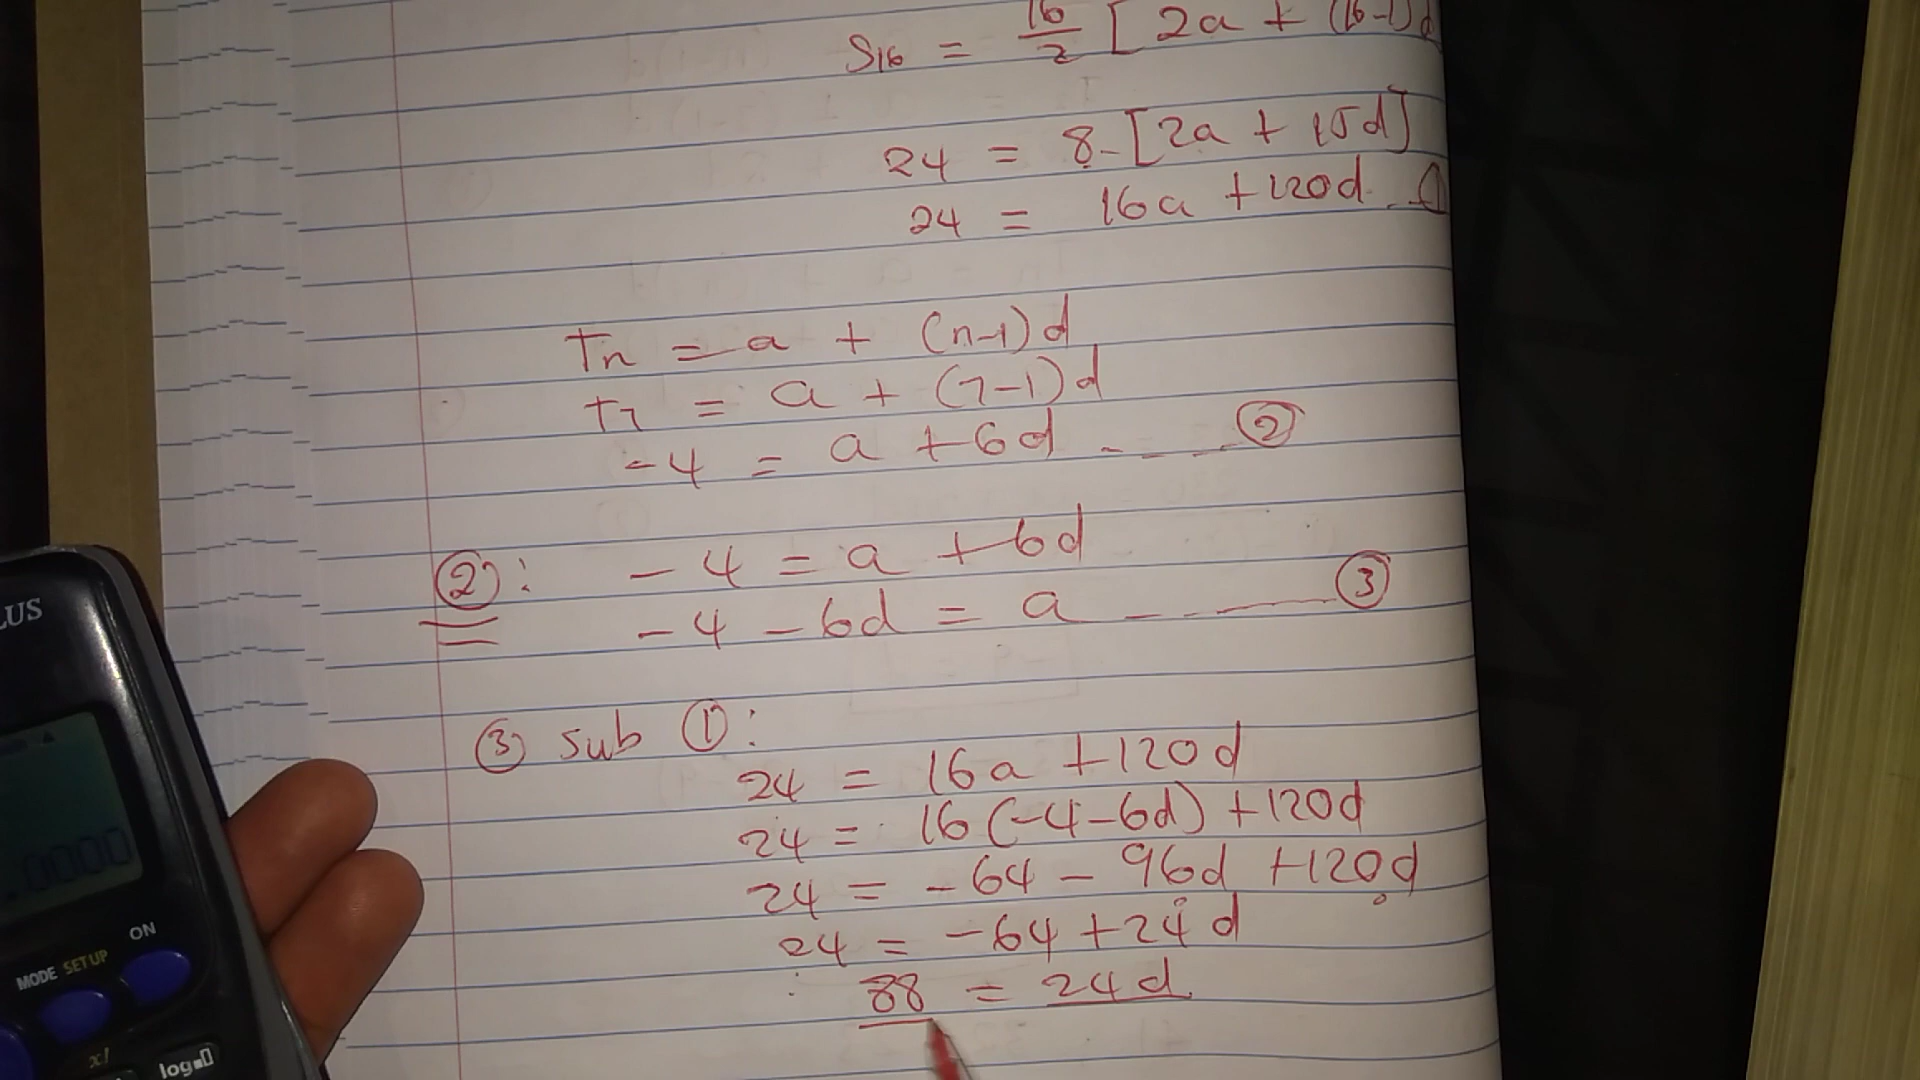 S16 = 16/2 [2a + (16-1)d
24 = 8 [2a + 15d]
24 = 16a + 120d - ①
Tn = a + (n-1)d
T7 = a + (7-1)d
-4 = a + 6d - - - ②
②: -4 = a + 6d
-4 - 6d = a - - ③
③ sub ①:
24 = 16a + 120d
24 = 16(-4-6d) + 120d
24 = -64 - 96d + 120d
24 = -64 + 24d
88 = 24d
LUS
.0000
ON
MODE SETUP
x!
log